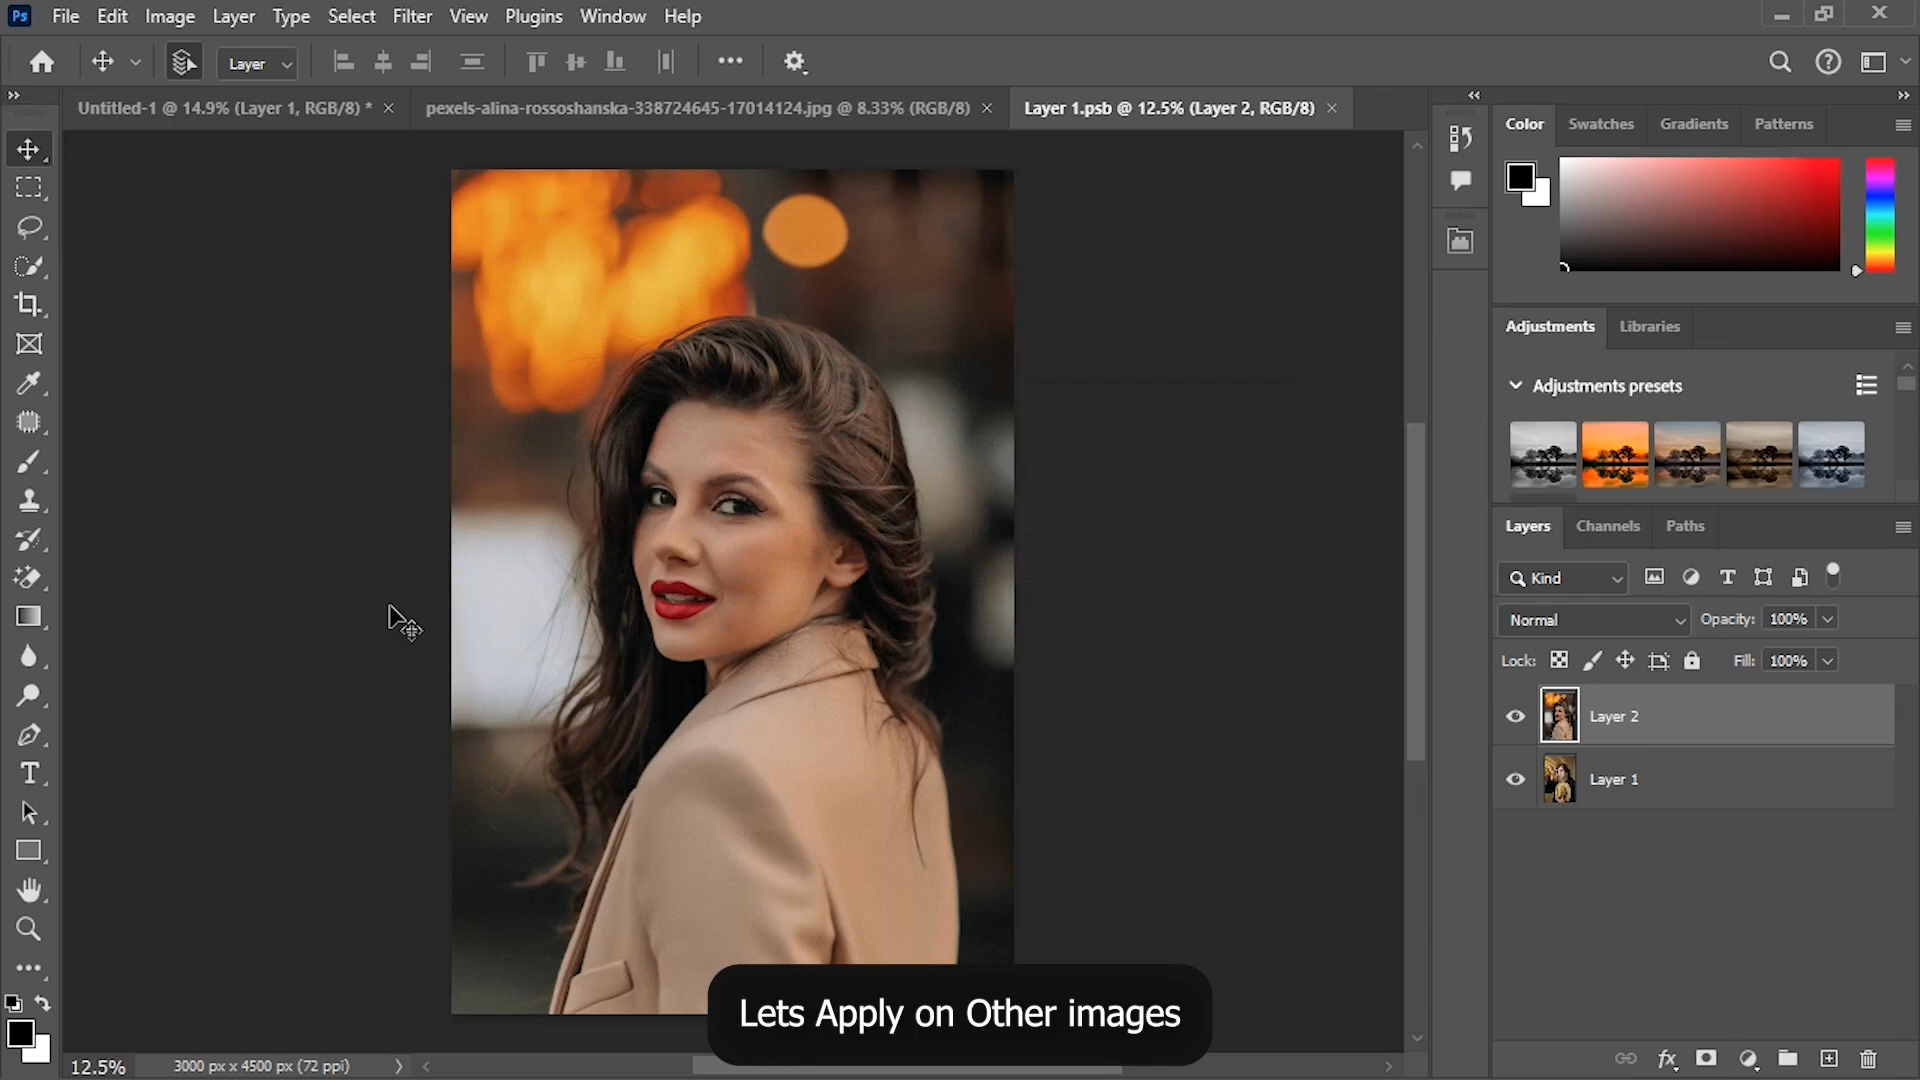 Ps File Edit Image Layer Type Select Filter View Plugins Window Help
Layer
Untitled-1 @ 14.9% (Layer 1, RGB/8) *
pexels-alina-rossoshanska-338724645-17014124.jpg @ 8.33% (RGB/8)
Layer 1.psb @ 12.5% (Layer 2, RGB/8)
Color Swatches Gradients Patterns
Adjustments Libraries
Adjustments presets
Layers Channels Paths
Kind
Normal Opacity: 100%
Lock: Fill: 100%
Layer 2
Layer 1
Lets Apply on Other images
12.5% 3000 px x 4500 px (72 ppi)